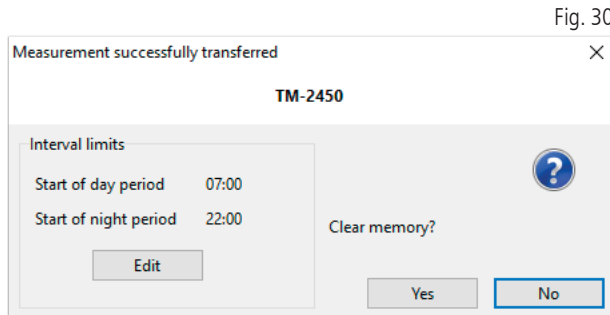 Fig. 30
Measurement successfully transferred
TM-2450
Interval limits
Start of day period 07:00
Start of night period 22:00
Clear memory?
Edit
Yes No